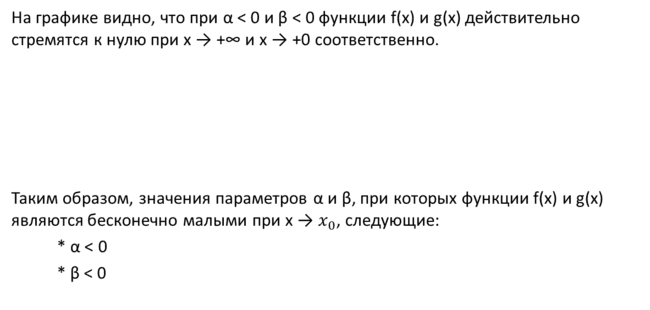 На графике видно, что при α < 0 и β < 0 функции f(x) и g(x) действительно
стремятся к нулю при x → +∞ и x → +0 соответственно.
Таким образом, значения параметров α и β, при которых функции f(x) и g(x)
являются бесконечно малыми при x → x₀, следующие:
* α < 0
* β < 0